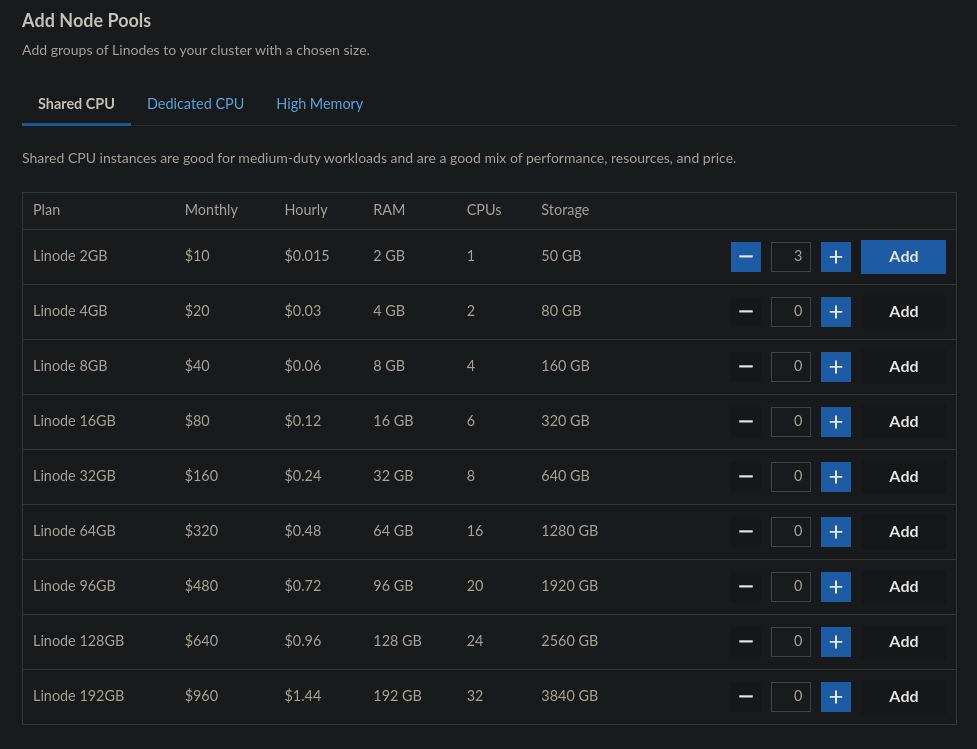 Add Node Pools
Add groups of Linodes to your cluster with a chosen size.
Shared CPU Dedicated CPU High Memory
Shared CPU instances are good for medium-duty workloads and are a good mix of performance, resources, and price.
Plan Monthly Hourly RAM CPUs Storage
Linode 2GB $10 $0.015 2 GB 1 50 GB − 3 + Add
Linode 4GB $20 $0.03 4 GB 2 80 GB − 0 + Add
Linode 8GB $40 $0.06 8 GB 4 160 GB − 0 + Add
Linode 16GB $80 $0.12 16 GB 6 320 GB − 0 + Add
Linode 32GB $160 $0.24 32 GB 8 640 GB − 0 + Add
Linode 64GB $320 $0.48 64 GB 16 1280 GB − 0 + Add
Linode 96GB $480 $0.72 96 GB 20 1920 GB − 0 + Add
Linode 128GB $640 $0.96 128 GB 24 2560 GB − 0 + Add
Linode 192GB $960 $1.44 192 GB 32 3840 GB − 0 + Add